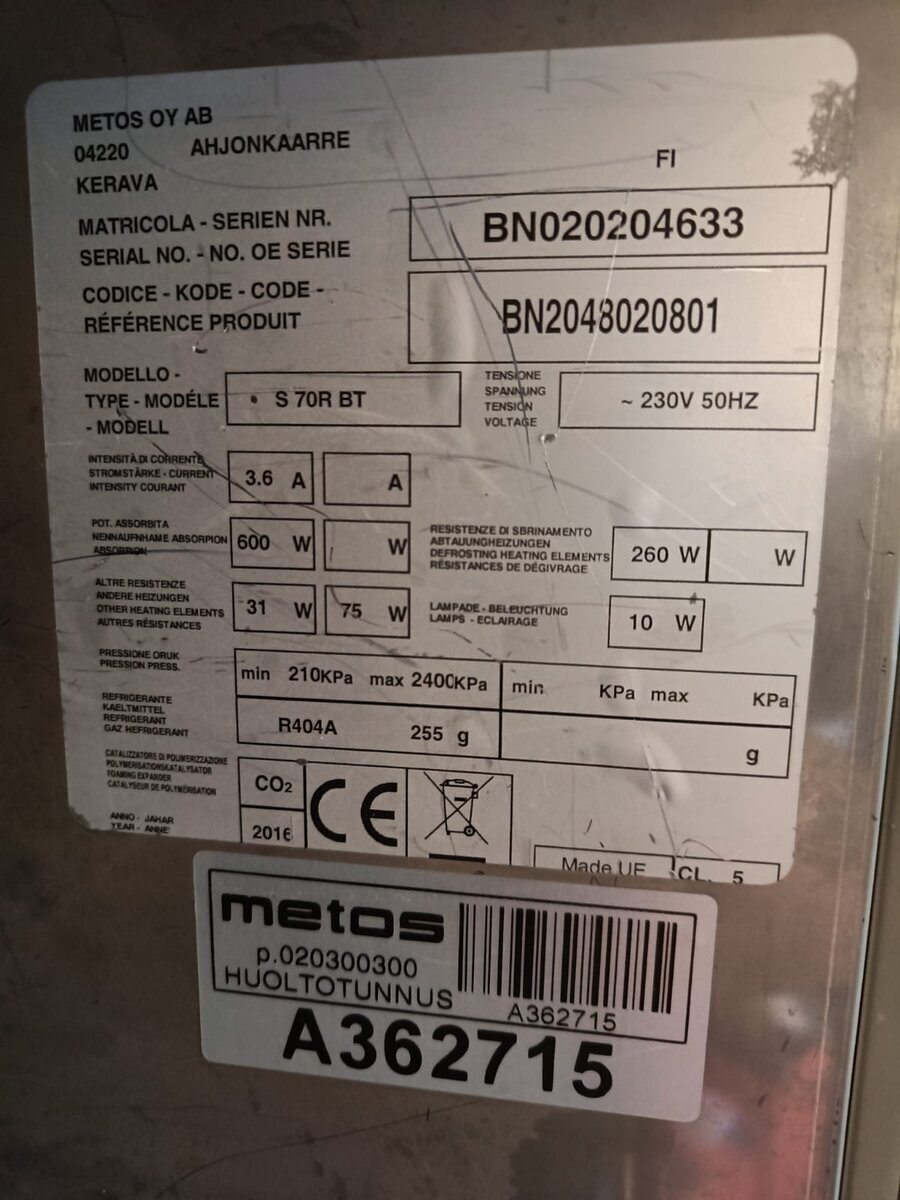 METOS OY AB
04220 AHJONKAARRE
KERAVA
FI
MATRICOLA - SERIEN NR.
SERIAL NO. - NO. OE SERIE
BN020204633
CODICE - KODE - CODE -
RÉFÉRENCE PRODUIT
BN2048020801
MODELLO -
TYPE - MODÉLE
- MODELL
S 70R BT
TENSIONE
SPANNUNG
TENSION
VOLTAGE
~ 230V 50HZ
INTENSITÀ DI CORRENTE
STROMSTÄRKE - CURRENT
INTENSITY COURANT
3.6 A
A
POT. ASSORBITA
NENNAUFNHAME ABSORPION
ABSORPION
600 W
W
RESISTENZE DI SBRINAMENTO
ABTAUUNGHEIZUNGEN
DEFROSTING HEATING ELEMENTS
RÉSISTANCES DE DÉGIVRAGE
260 W
W
ALTRE RESISTENZE
ANDERE HEIZUNGEN
OTHER HEATING ELEMENTS
AUTRES RÉSISTANCES
31 W
75 W
LAMPADE - BELEUCHTUNG
LAMPS - ECLAIRAGE
10 W
PRESSIONE DRUK
PRESSION PRESS.
min 210KPa max 2400KPa
min KPa max KPa
REFRIGERANTE
KAELTMITTEL
REFRIGERANT
GAZ HEFRIGERANT
R404A 255 g
g
CATALIZZATORE DI POLIMERIZZAZIONE
POLYMERISATIONSKATALYSATOR
FOAMING EXPANDER
CATALYSEUR DE POLYMÉRISATION
CO2
CE
ANNO - JAHAR
YEAR - ANNE
2016
Made UE
CL. 5
metos
p.020300300
HUOLTOTUNNUS
A362715
A362715